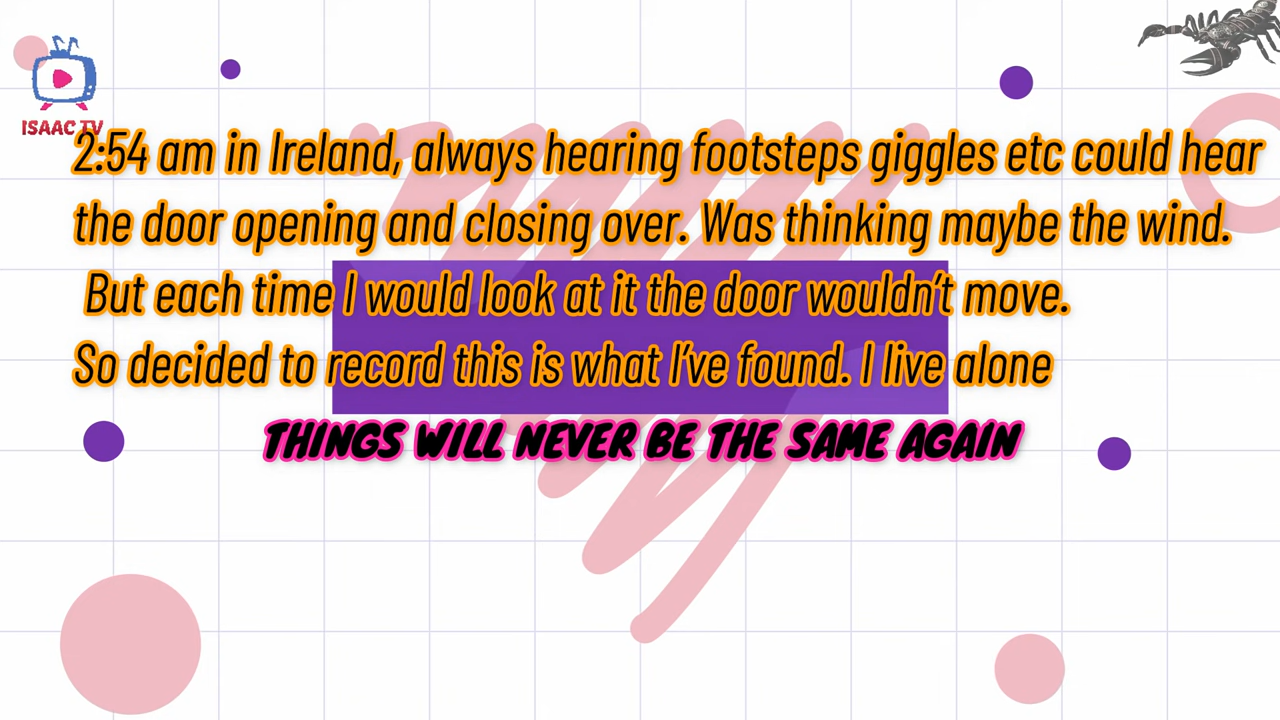 ISAAC TV
2:54 am in Ireland, always hearing footsteps giggles etc could hear
the door opening and closing over. Was thinking maybe the wind.
But each time I would look at it the door wouldn't move.
So decided to record this is what I've found. I live alone
THINGS WILL NEVER BE THE SAME AGAIN